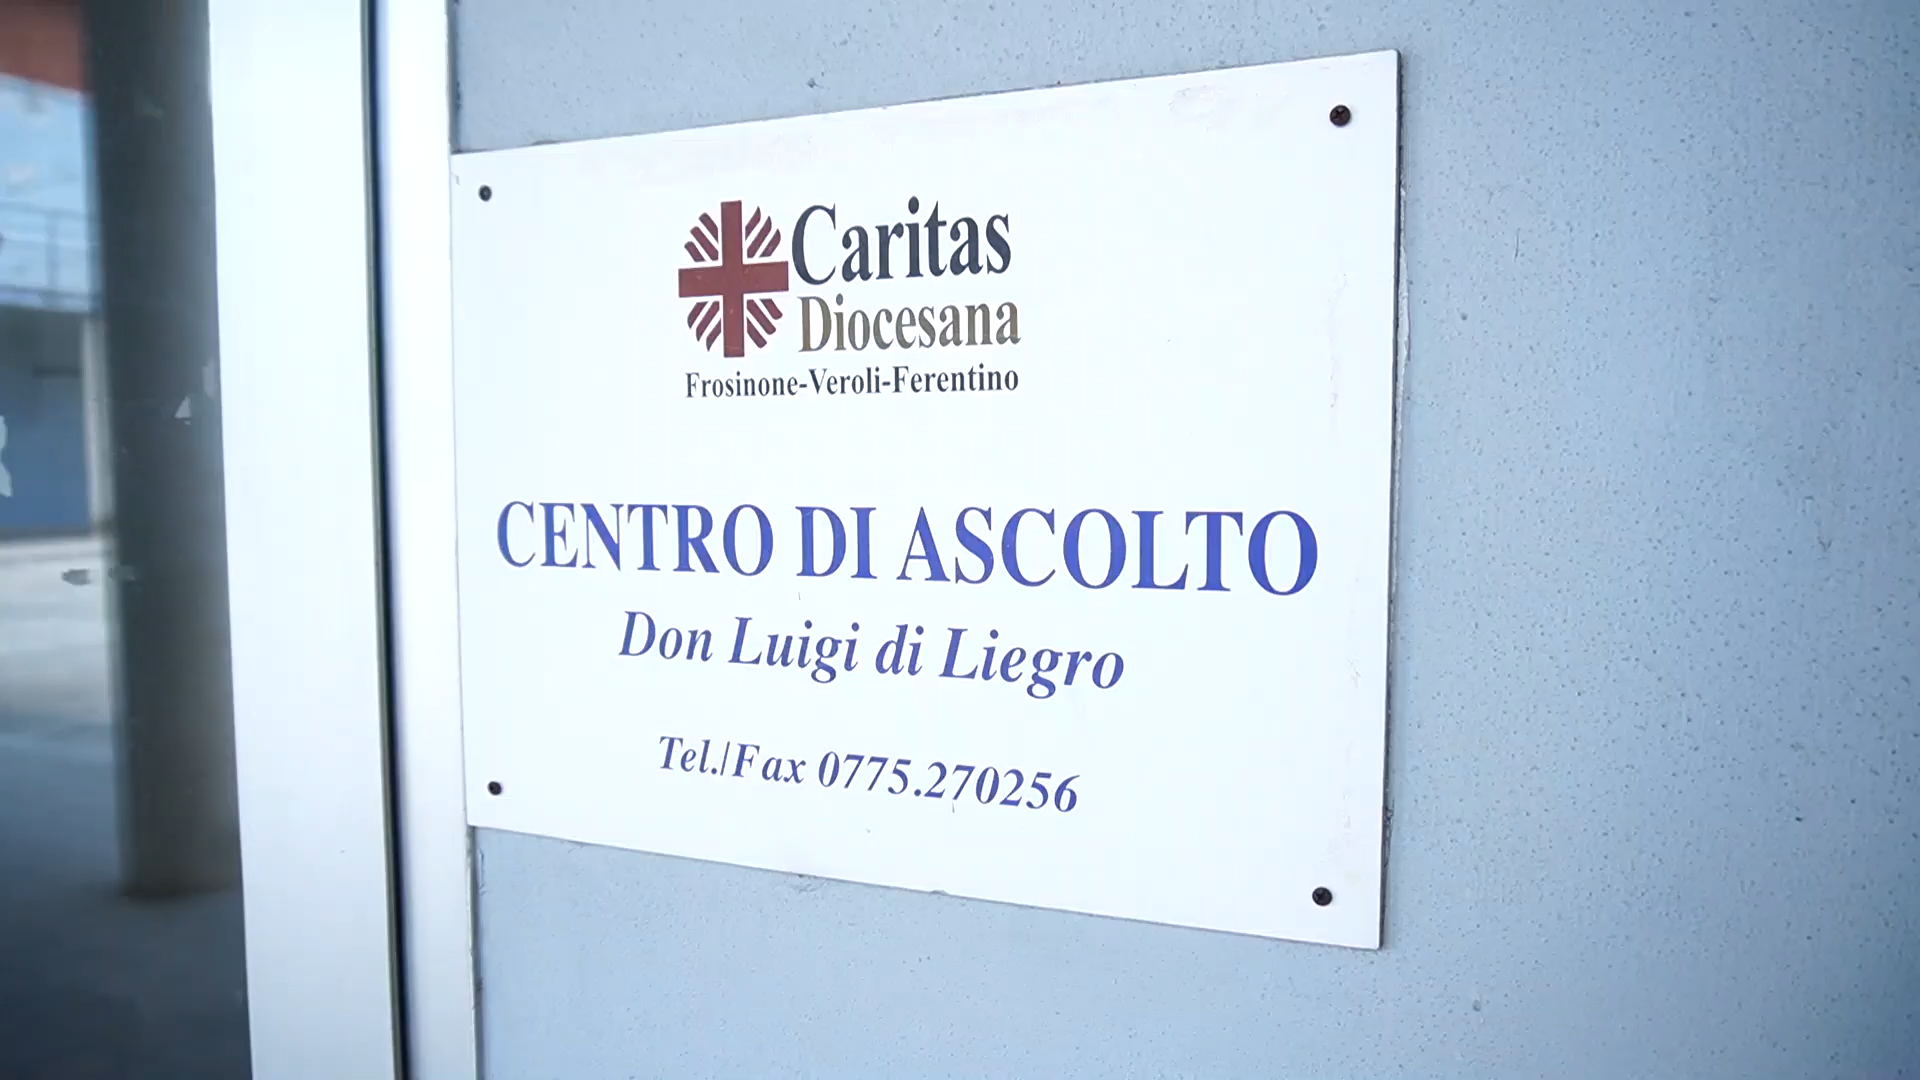 Caritas
Diocesana
Frosinone-Veroli-Ferentino
CENTRO DI ASCOLTO
Don Luigi di Liegro
Tel./Fax 0775.270256